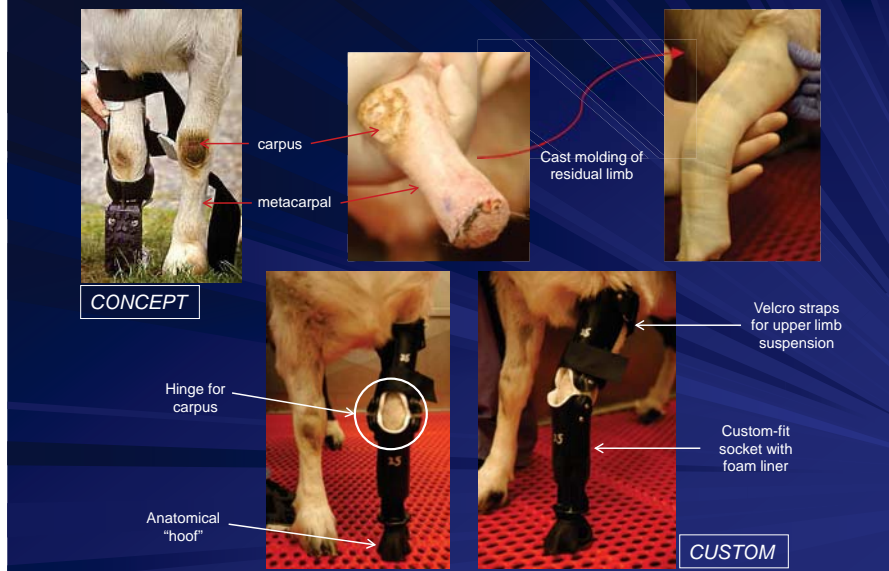 carpus
metacarpal
Cast molding of
residual limb
CONCEPT
Velcro straps
for upper limb
suspension
Hinge for
carpus
Custom-fit
socket with
foam liner
Anatomical
“hoof”
CUSTOM